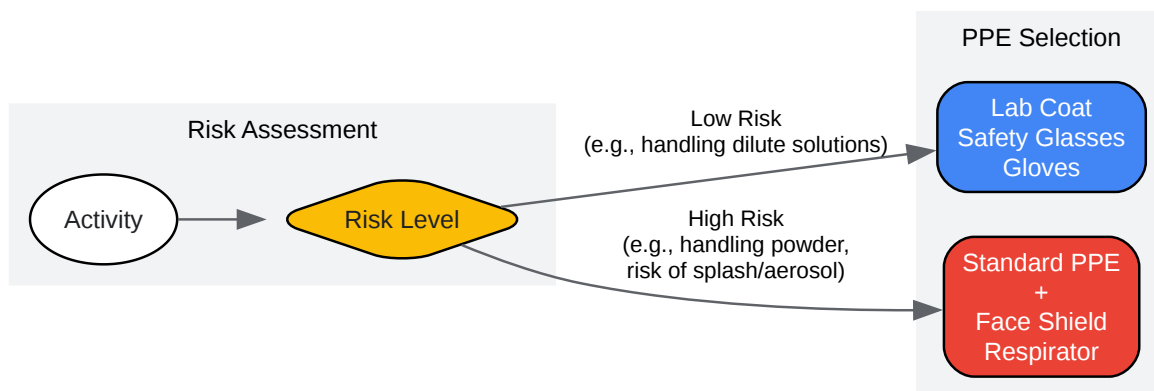 PPE Selection
Lab Coat
Safety Glasses
Gloves
Risk Assessment
Low Risk
(e.g., handling dilute solutions)
Activity
Risk Level
High Risk
(e.g., handling powder,
risk of splash/aerosol)
Standard PPE
+
Face Shield
Respirator